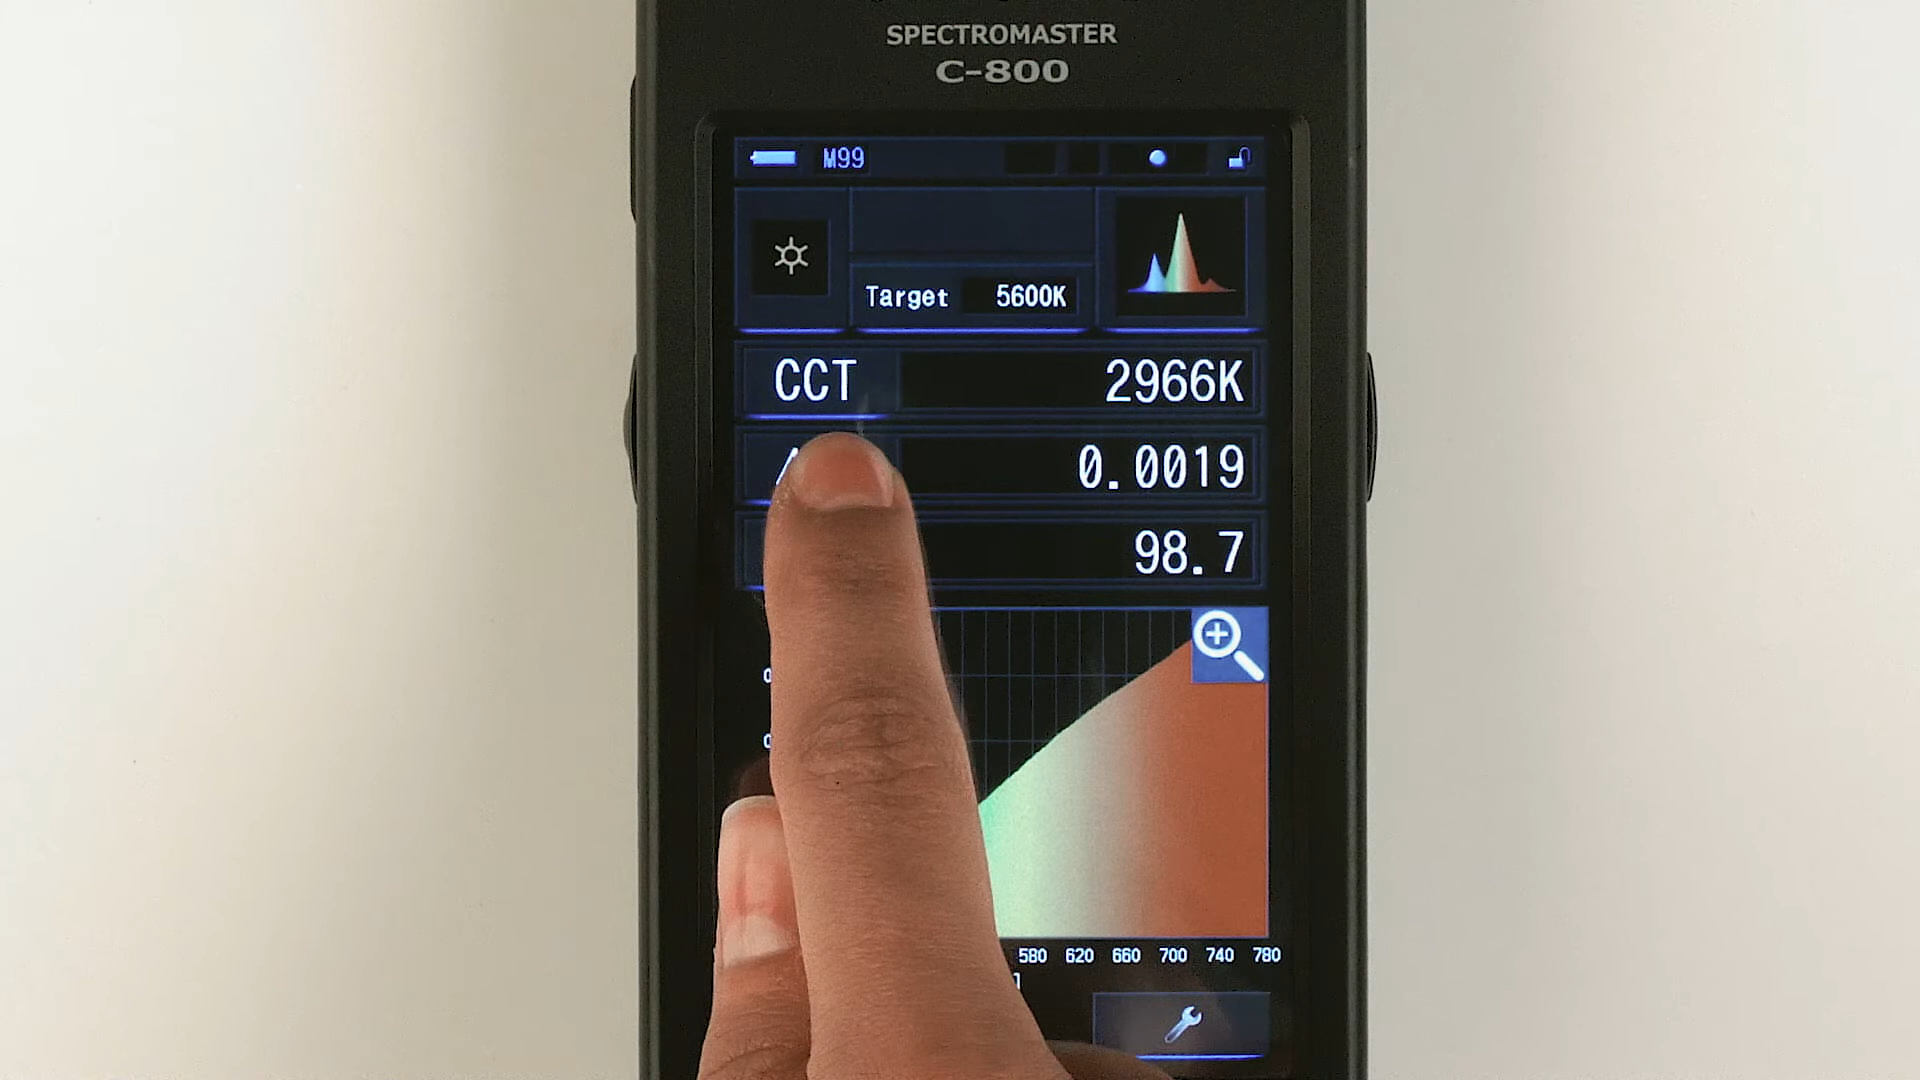 SPECTROMASTER
C-800
M99
Target 5600K
CCT 2966K
0.0019
98.7
580 620 660 700 740 780